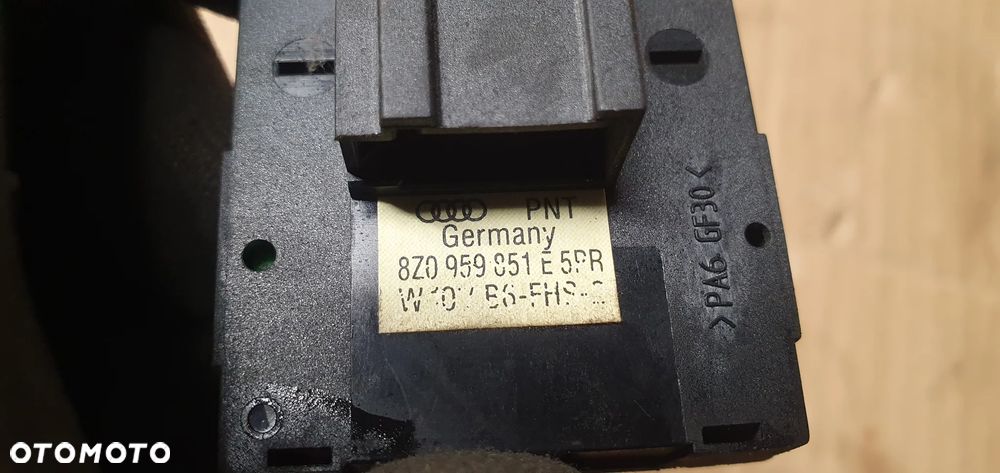 PNT
Germany
8Z0 959 851 E 5PR
>PA6 GF30<
OTOMOTO